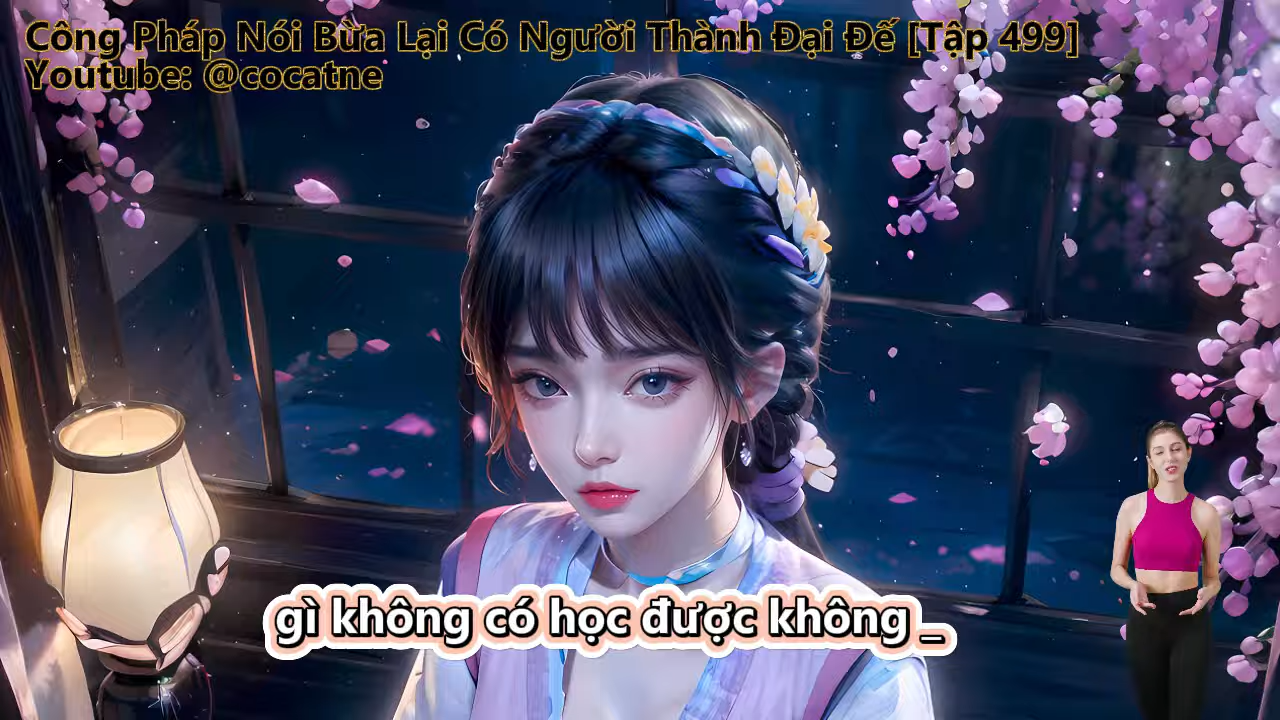 Công Pháp Nói Bừa Lại Có Người Thành Đại Đế [Tập 499]
Youtube: @cocatne
gì không có học được không _